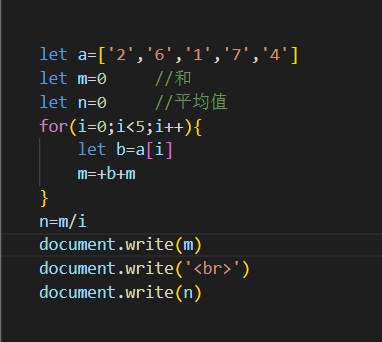 let a=['2','6','1','7','4']
let m=0     //和
let n=0     //平均值
for(i=0;i<5;i++){
    let b=a[i]
    m=+b+m
}
n=m/i
document.write(m)
document.write('<br>')
document.write(n)